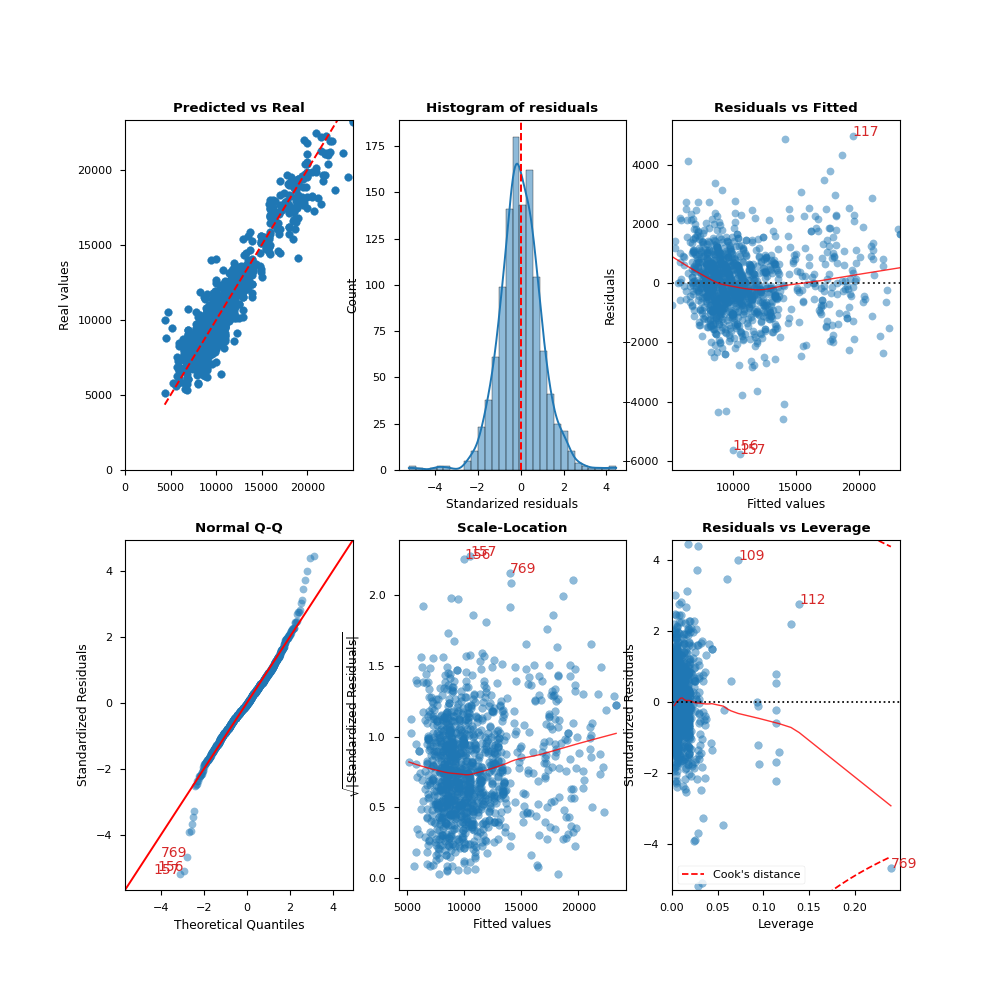 Predicted vs Real
Real values
20000
15000
10000
5000
0
0 5000 10000 15000 20000
Histogram of residuals
Count
175
150
125
100
75
50
25
0
−4 −2 0 2 4
Standarized residuals
Residuals vs Fitted
Residuals
117
4000
2000
0
−2000
−4000
−6000
156
157
10000 15000 20000
Fitted values
Normal Q-Q
Standardized Residuals
4
2
0
−2
−4
769
156
157
−4 −2 0 2 4
Theoretical Quantiles
Scale-Location
√|Standardized Residuals|
157
156
769
2.0
1.5
1.0
0.5
0.0
5000 10000 15000 20000
Fitted values
Residuals vs Leverage
Standardized Residuals
109
112
769
4
2
0
−2
−4
Cook's distance
0.00 0.05 0.10 0.15 0.20
Leverage